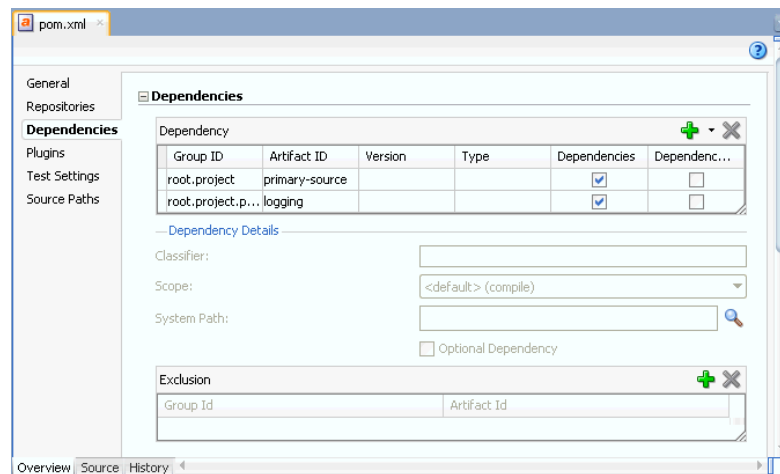 pom.xml
General
Repositories
Dependencies
Plugins
Test Settings
Source Paths
Dependencies
Dependency
Group ID Artifact ID Version Type Dependencies Dependenc...
root.project primary-source
root.project.p... logging
Dependency Details
Classifier:
Scope: <default> (compile)
System Path:
Optional Dependency
Exclusion
Group Id Artifact Id
Overview Source History